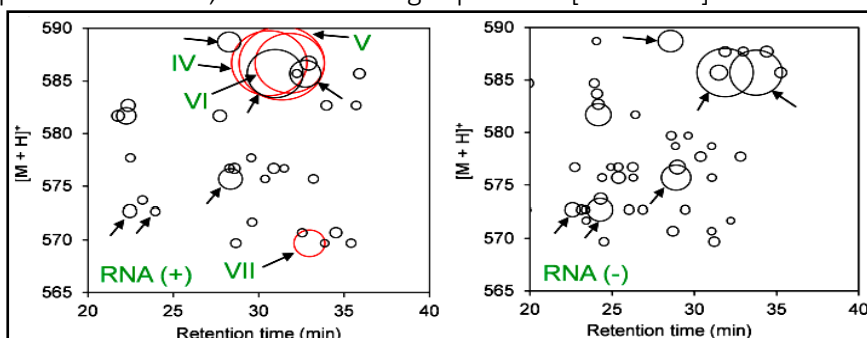 590
585
580
575
570
565
[M + H]+
IV
V
VI
VII
RNA (+)
20 25 30 35 40
Retention time (min)
590
585
580
575
570
565
[M + H]+
RNA (-)
20 25 30 35 40
Retention time (min)